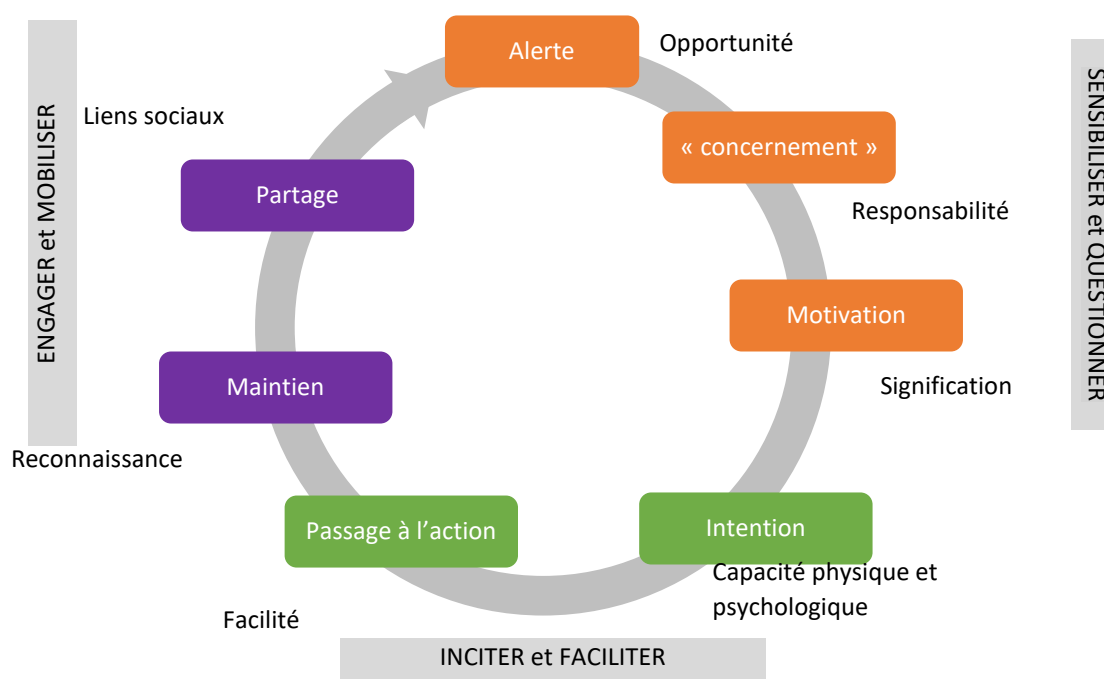 Alerte
Opportunité
« concernement »
Responsabilité
Motivation
Signification
SENSIBILISER et QUESTIONNER
Intention
Capacité physique et
psychologique
INCITER et FACILITER
Passage à l’action
Facilité
Maintien
Reconnaissance
Partage
Liens sociaux
ENGAGER et MOBILISER